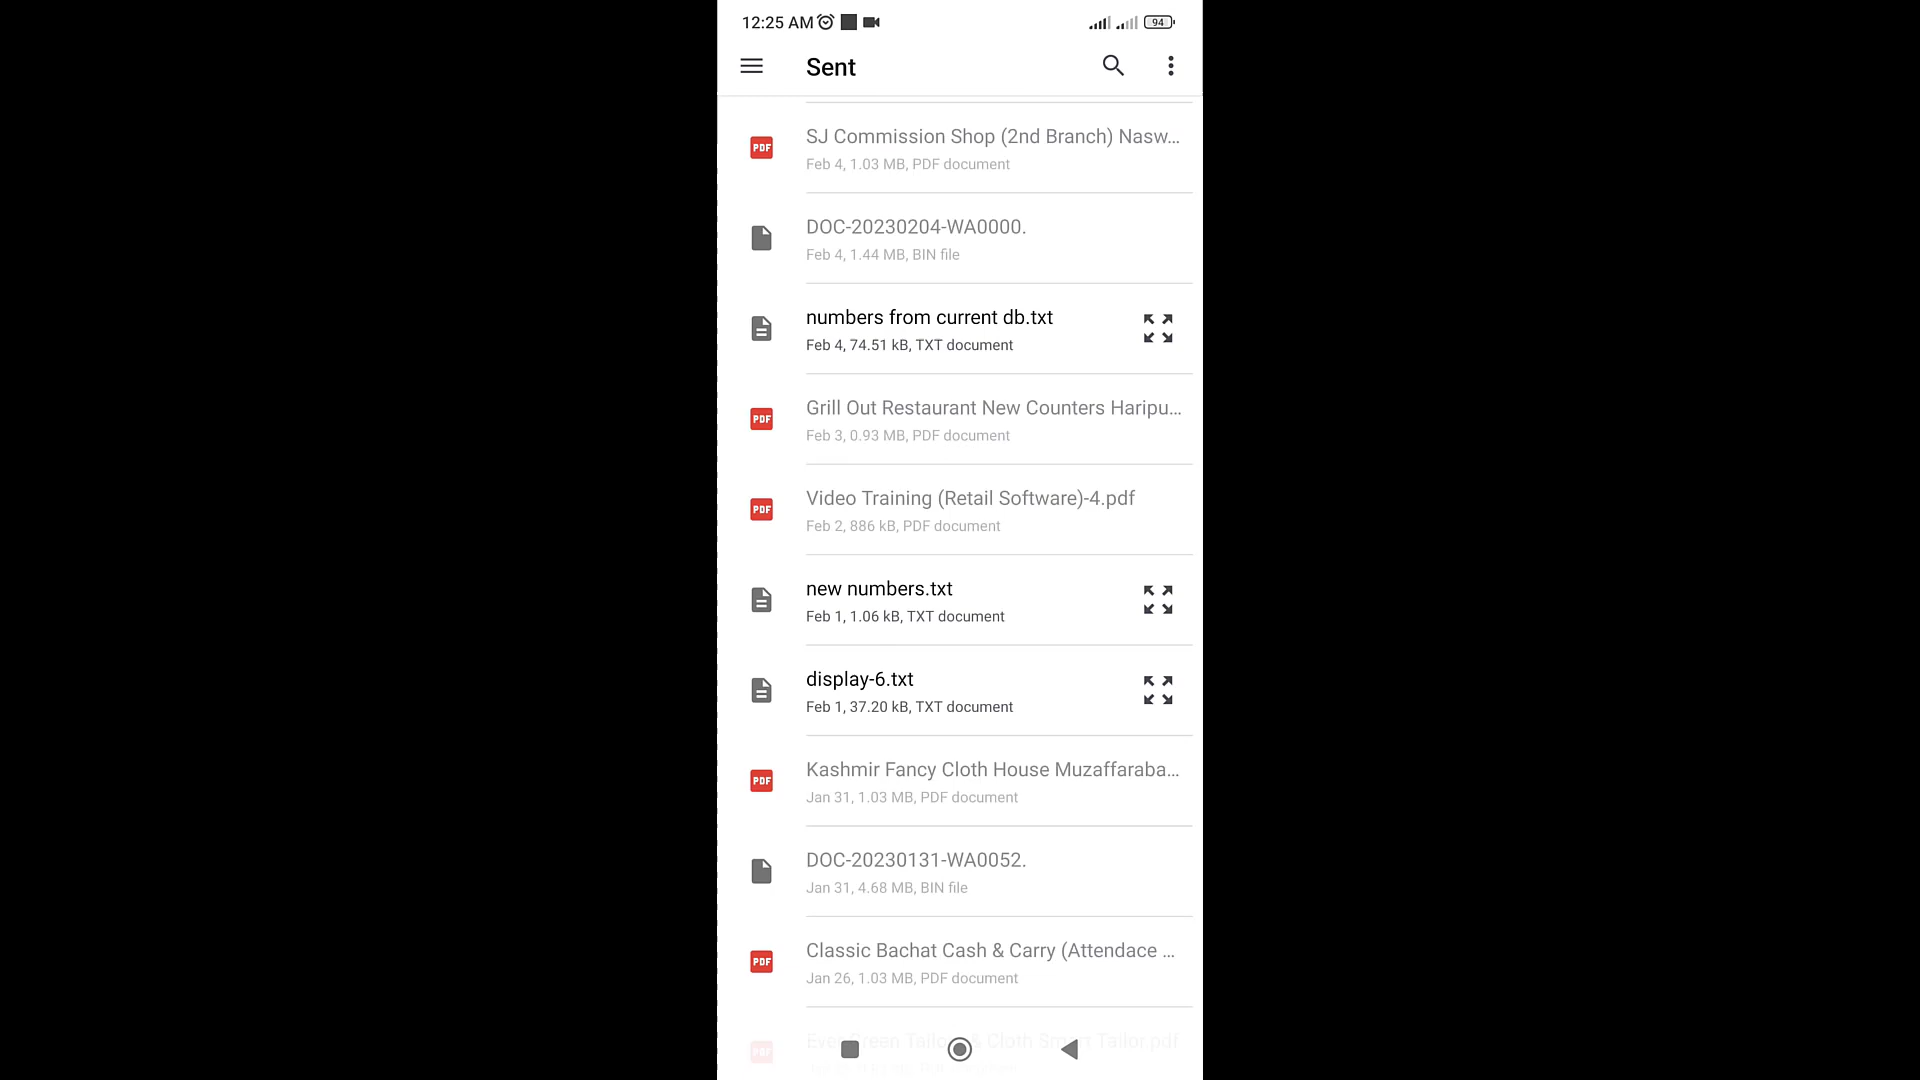 12:25 AM
94
Sent
SJ Commission Shop (2nd Branch) Nasw...
PDF
Feb 4, 1.03 MB, PDF document
DOC-20230204-WA0000.
Feb 4, 1.44 MB, BIN file
numbers from current db.txt
Feb 4, 74.51 kB, TXT document
Grill Out Restaurant New Counters Haripu...
PDF
Feb 3, 0.93 MB, PDF document
Video Training (Retail Software)-4.pdf
PDF
Feb 2, 886 kB, PDF document
new numbers.txt
Feb 1, 1.06 kB, TXT document
display-6.txt
Feb 1, 37.20 kB, TXT document
Kashmir Fancy Cloth House Muzaffaraba...
PDF
Jan 31, 1.03 MB, PDF document
DOC-20230131-WA0052.
Jan 31, 4.68 MB, BIN file
Classic Bachat Cash & Carry (Attendace ...
PDF
Jan 26, 1.03 MB, PDF document
& Cloth Tailor.pdf
PDF